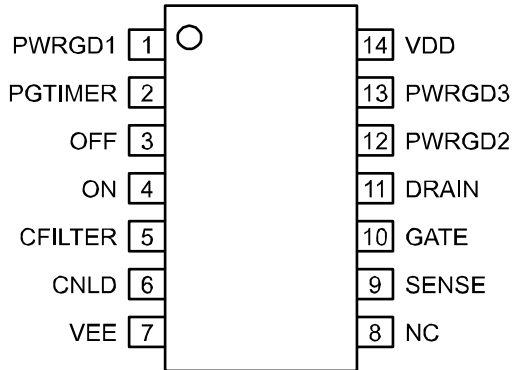 PWRGD1 1 14 VDD
PGTIMER 2 13 PWRGD3
OFF 3 12 PWRGD2
ON 4 11 DRAIN
CFILTER 5 10 GATE
CNLD 6 9 SENSE
VEE 7 8 NC